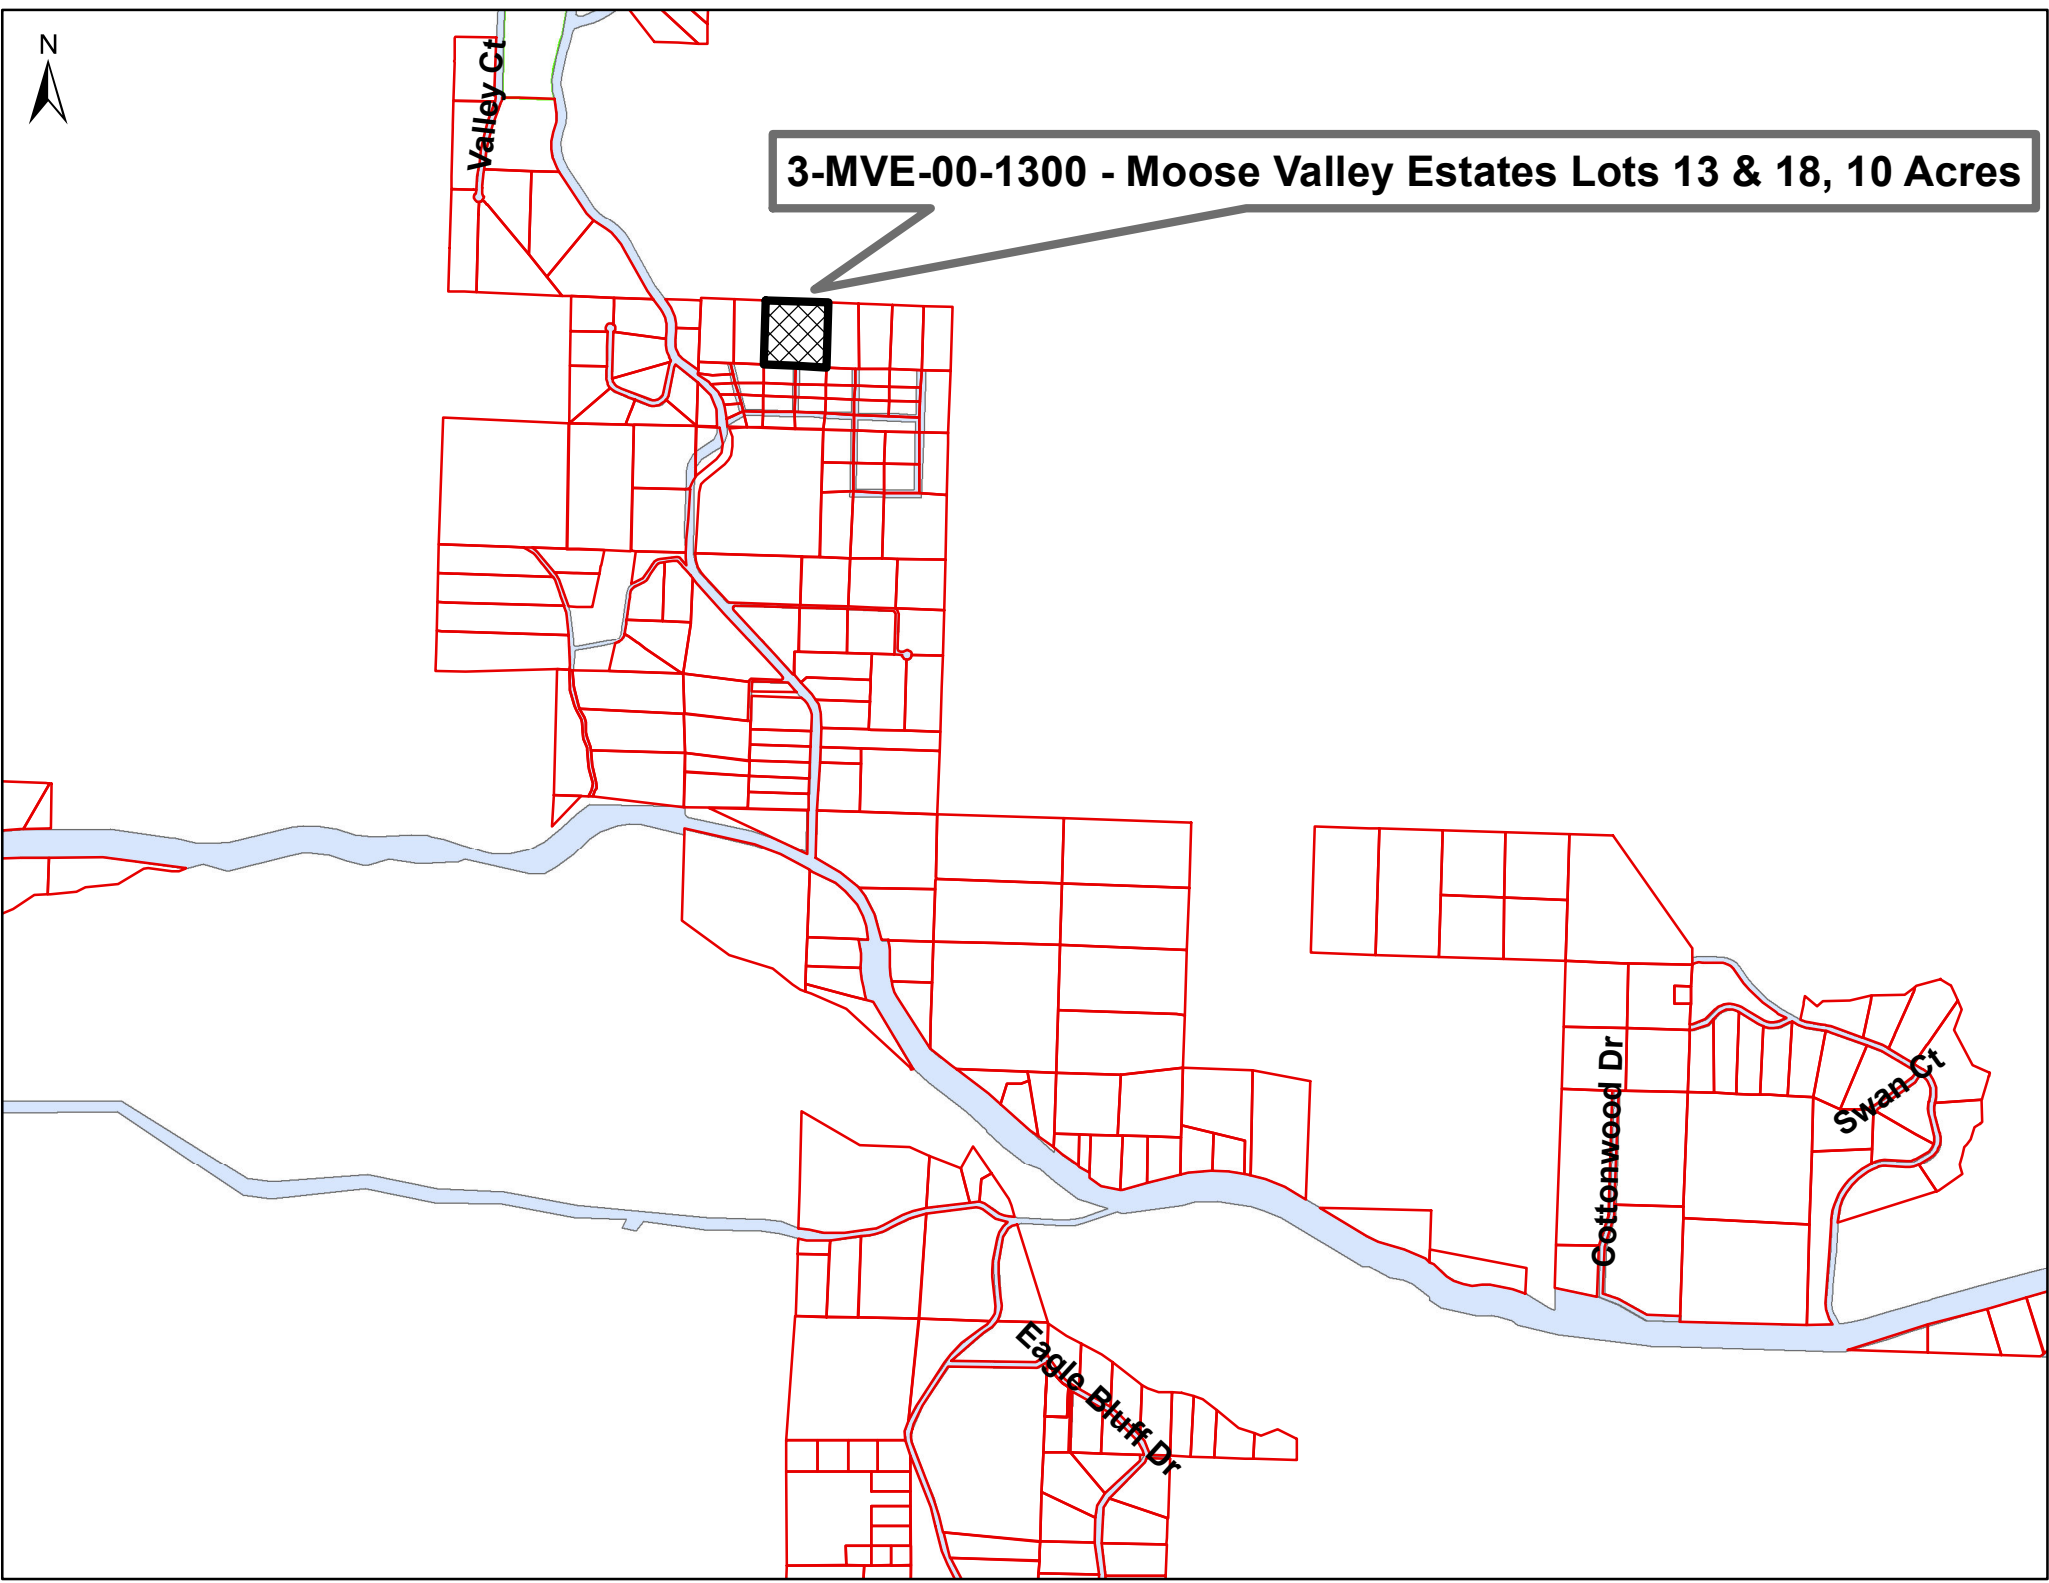 N
Valley Ct
3-MVE-00-1300 - Moose Valley Estates Lots 13 & 18, 10 Acres
Cottonwood Dr
Swan Ct
Eagle Bluff Dr